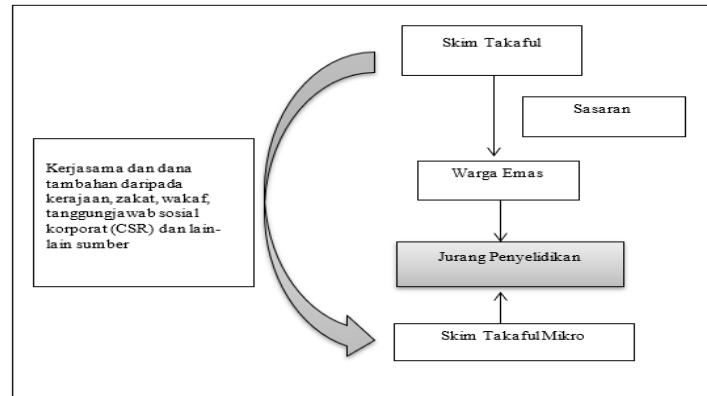 Skim Takaful
Sasaran
Kerjasama dan dana
tambahan daripada
kerajaan, zakat, wakaf,
tanggungjawab sosial
korporat (CSR) dan lain-
lain sumber
Warga Emas
Jurang Penyelidikan
Skim Takaful Mikro